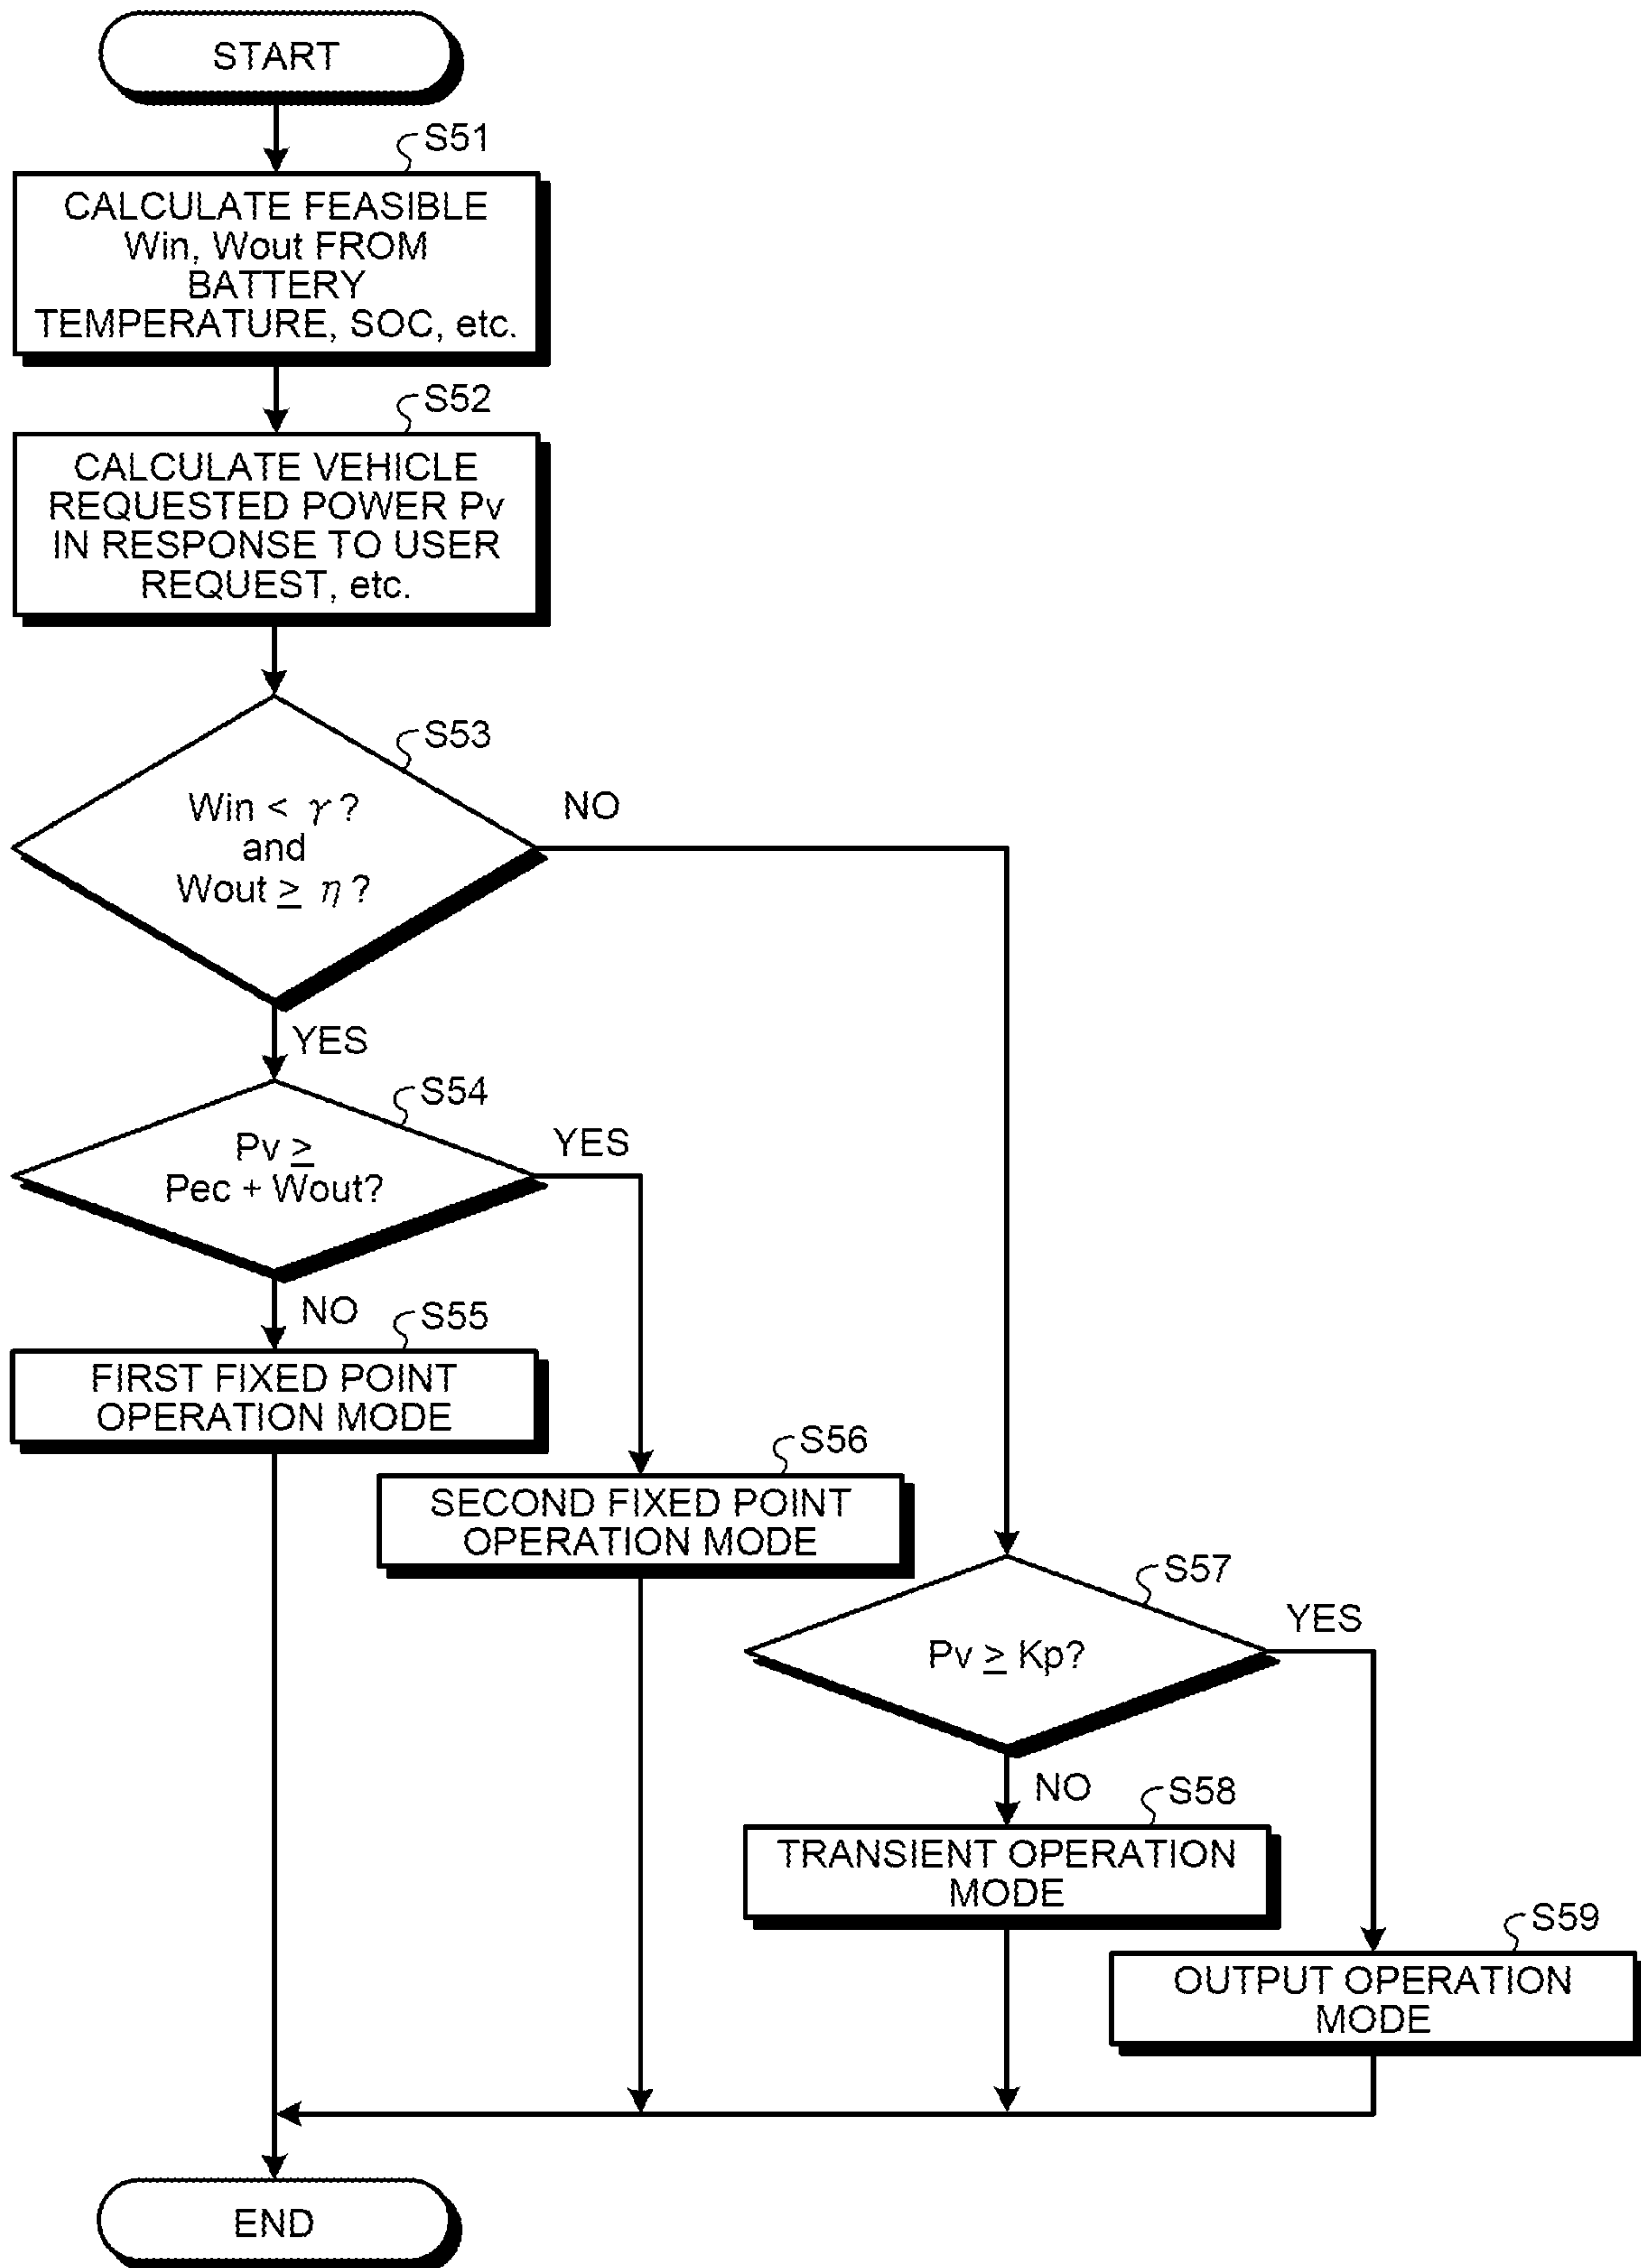 START
S51
CALCULATE FEASIBLE
Win, Wout FROM
BATTERY
TEMPERATURE, SOC, etc.
S52
CALCULATE VEHICLE
REQUESTED POWER Pv
IN RESPONSE TO USER
REQUEST, etc.
S53
Win < γ ?
and
Wout ≥ η ?
NO
YES
S54
Pv ≥
Pec + Wout?
YES
NO
S55
FIRST FIXED POINT
OPERATION MODE
S56
SECOND FIXED POINT
OPERATION MODE
S57
Pv ≥ Kp?
YES
NO
S58
TRANSIENT OPERATION
MODE
S59
OUTPUT OPERATION
MODE
END